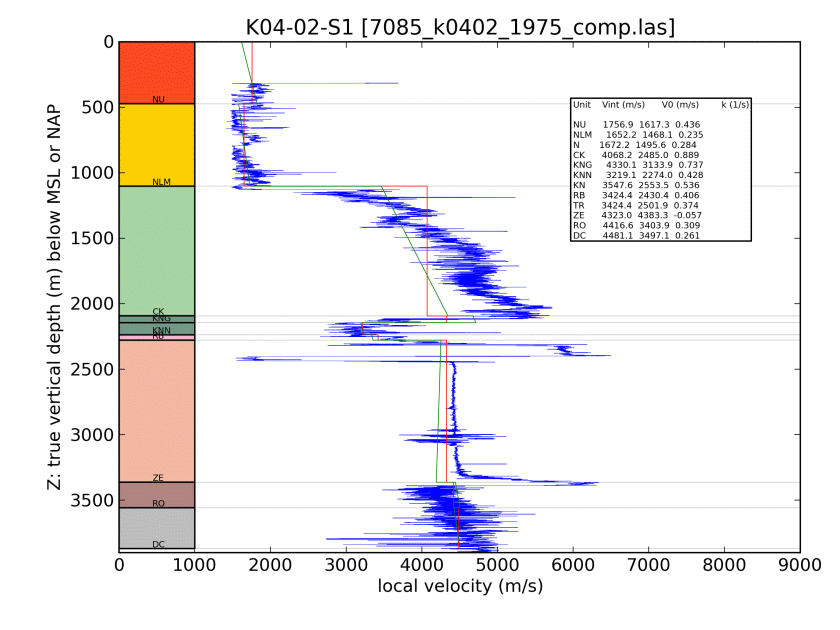 K04-02-S1 [7085_k0402_1975_comp.las]
Z: true vertical depth (m) below MSL or NAP
0
500
1000
1500
2000
2500
3000
3500
NU
NLM
CK
KNG
KNN
RB
ZE
RO
DC
Unit Vint (m/s) V0 (m/s) k (1/s)
NU 1756.9 1617.3 0.436
NLM 1652.2 1468.1 0.235
N 1672.2 1495.6 0.284
CK 4068.2 2485.0 0.889
KNG 4330.1 3133.9 0.737
KNN 3219.1 2274.0 0.428
KN 3547.6 2553.5 0.536
RB 3424.4 2430.4 0.406
TR 3424.4 2501.9 0.374
ZE 4323.0 4383.3 -0.057
RO 4416.6 3403.9 0.309
DC 4481.1 3497.1 0.261
0 1000 2000 3000 4000 5000 6000 7000 8000 9000
local velocity (m/s)